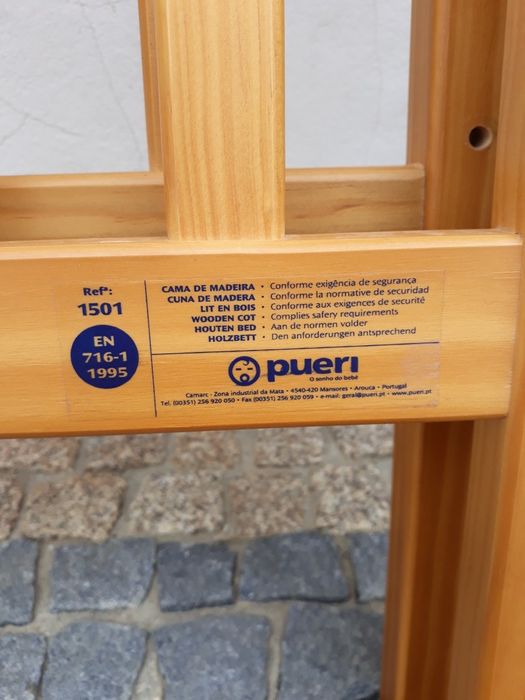 Refª:
1501
EN
716-1
1995
CAMA DE MADEIRA · Conforme exigência de segurança
CUNA DE MADERA · Conforme la normative de securidad
LIT EN BOIS · Conforme aux exigences de securité
WOODEN COT · Complies safery requirements
HOUTEN BED · Aan de normen volder
HOLZBETT · Den anforderungen antsprechend
pueri
O sonho do bebé
Camarc · Zona industrial da Mata · 4540-420 Mansores · Arouca · Portugal
Tel. (00351) 256 920 050 · Fax (00351) 256 920 059 · e-mail: geral@pueri.pt · www.pueri.pt